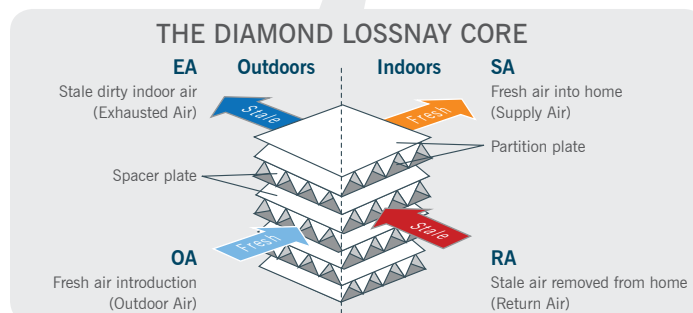 THE DIAMOND LOSSNAY CORE
EA
Outdoors
Indoors
SA
Stale dirty indoor air
(Exhausted Air)
Stale
Fresh
Fresh air into home
(Supply Air)
Partition plate
Spacer plate
Fresh
Stale
OA
Fresh air introduction
(Outdoor Air)
RA
Stale air removed from home
(Return Air)